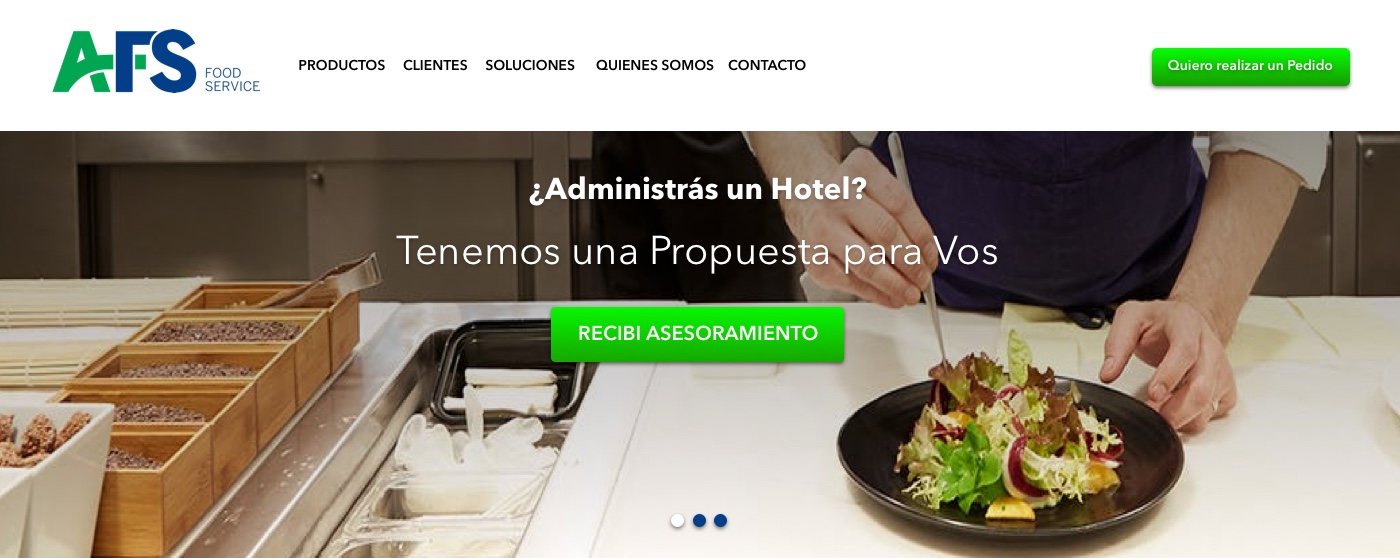 AFS
FOOD
SERVICE
PRODUCTOS CLIENTES SOLUCIONES QUIENES SOMOS CONTACTO
Quiero realizar un Pedido
¿Administrás un Hotel?
Tenemos una Propuesta para Vos
RECIBI ASESORAMIENTO